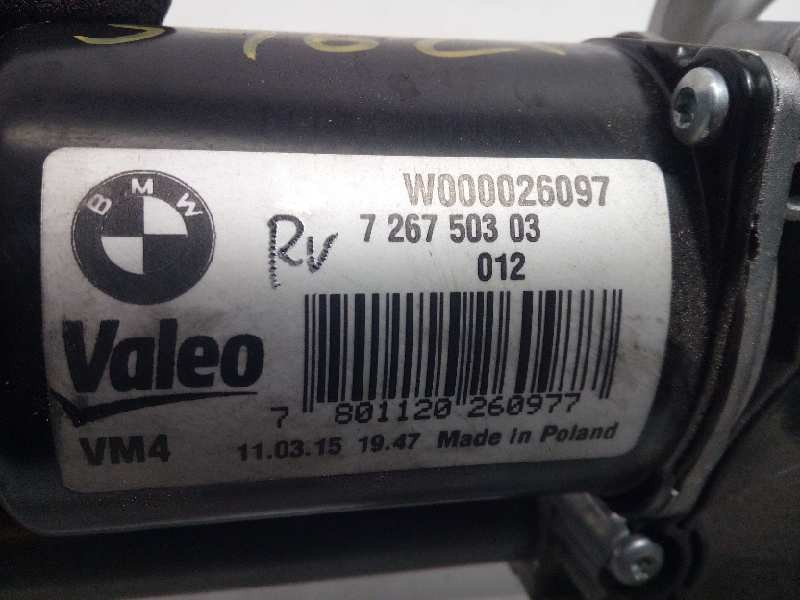 BMW
W000026097
Rv
7 267 503 03
012
Valeo
7 801120 260977
VM4
11.03.15 19.47 Made in Poland